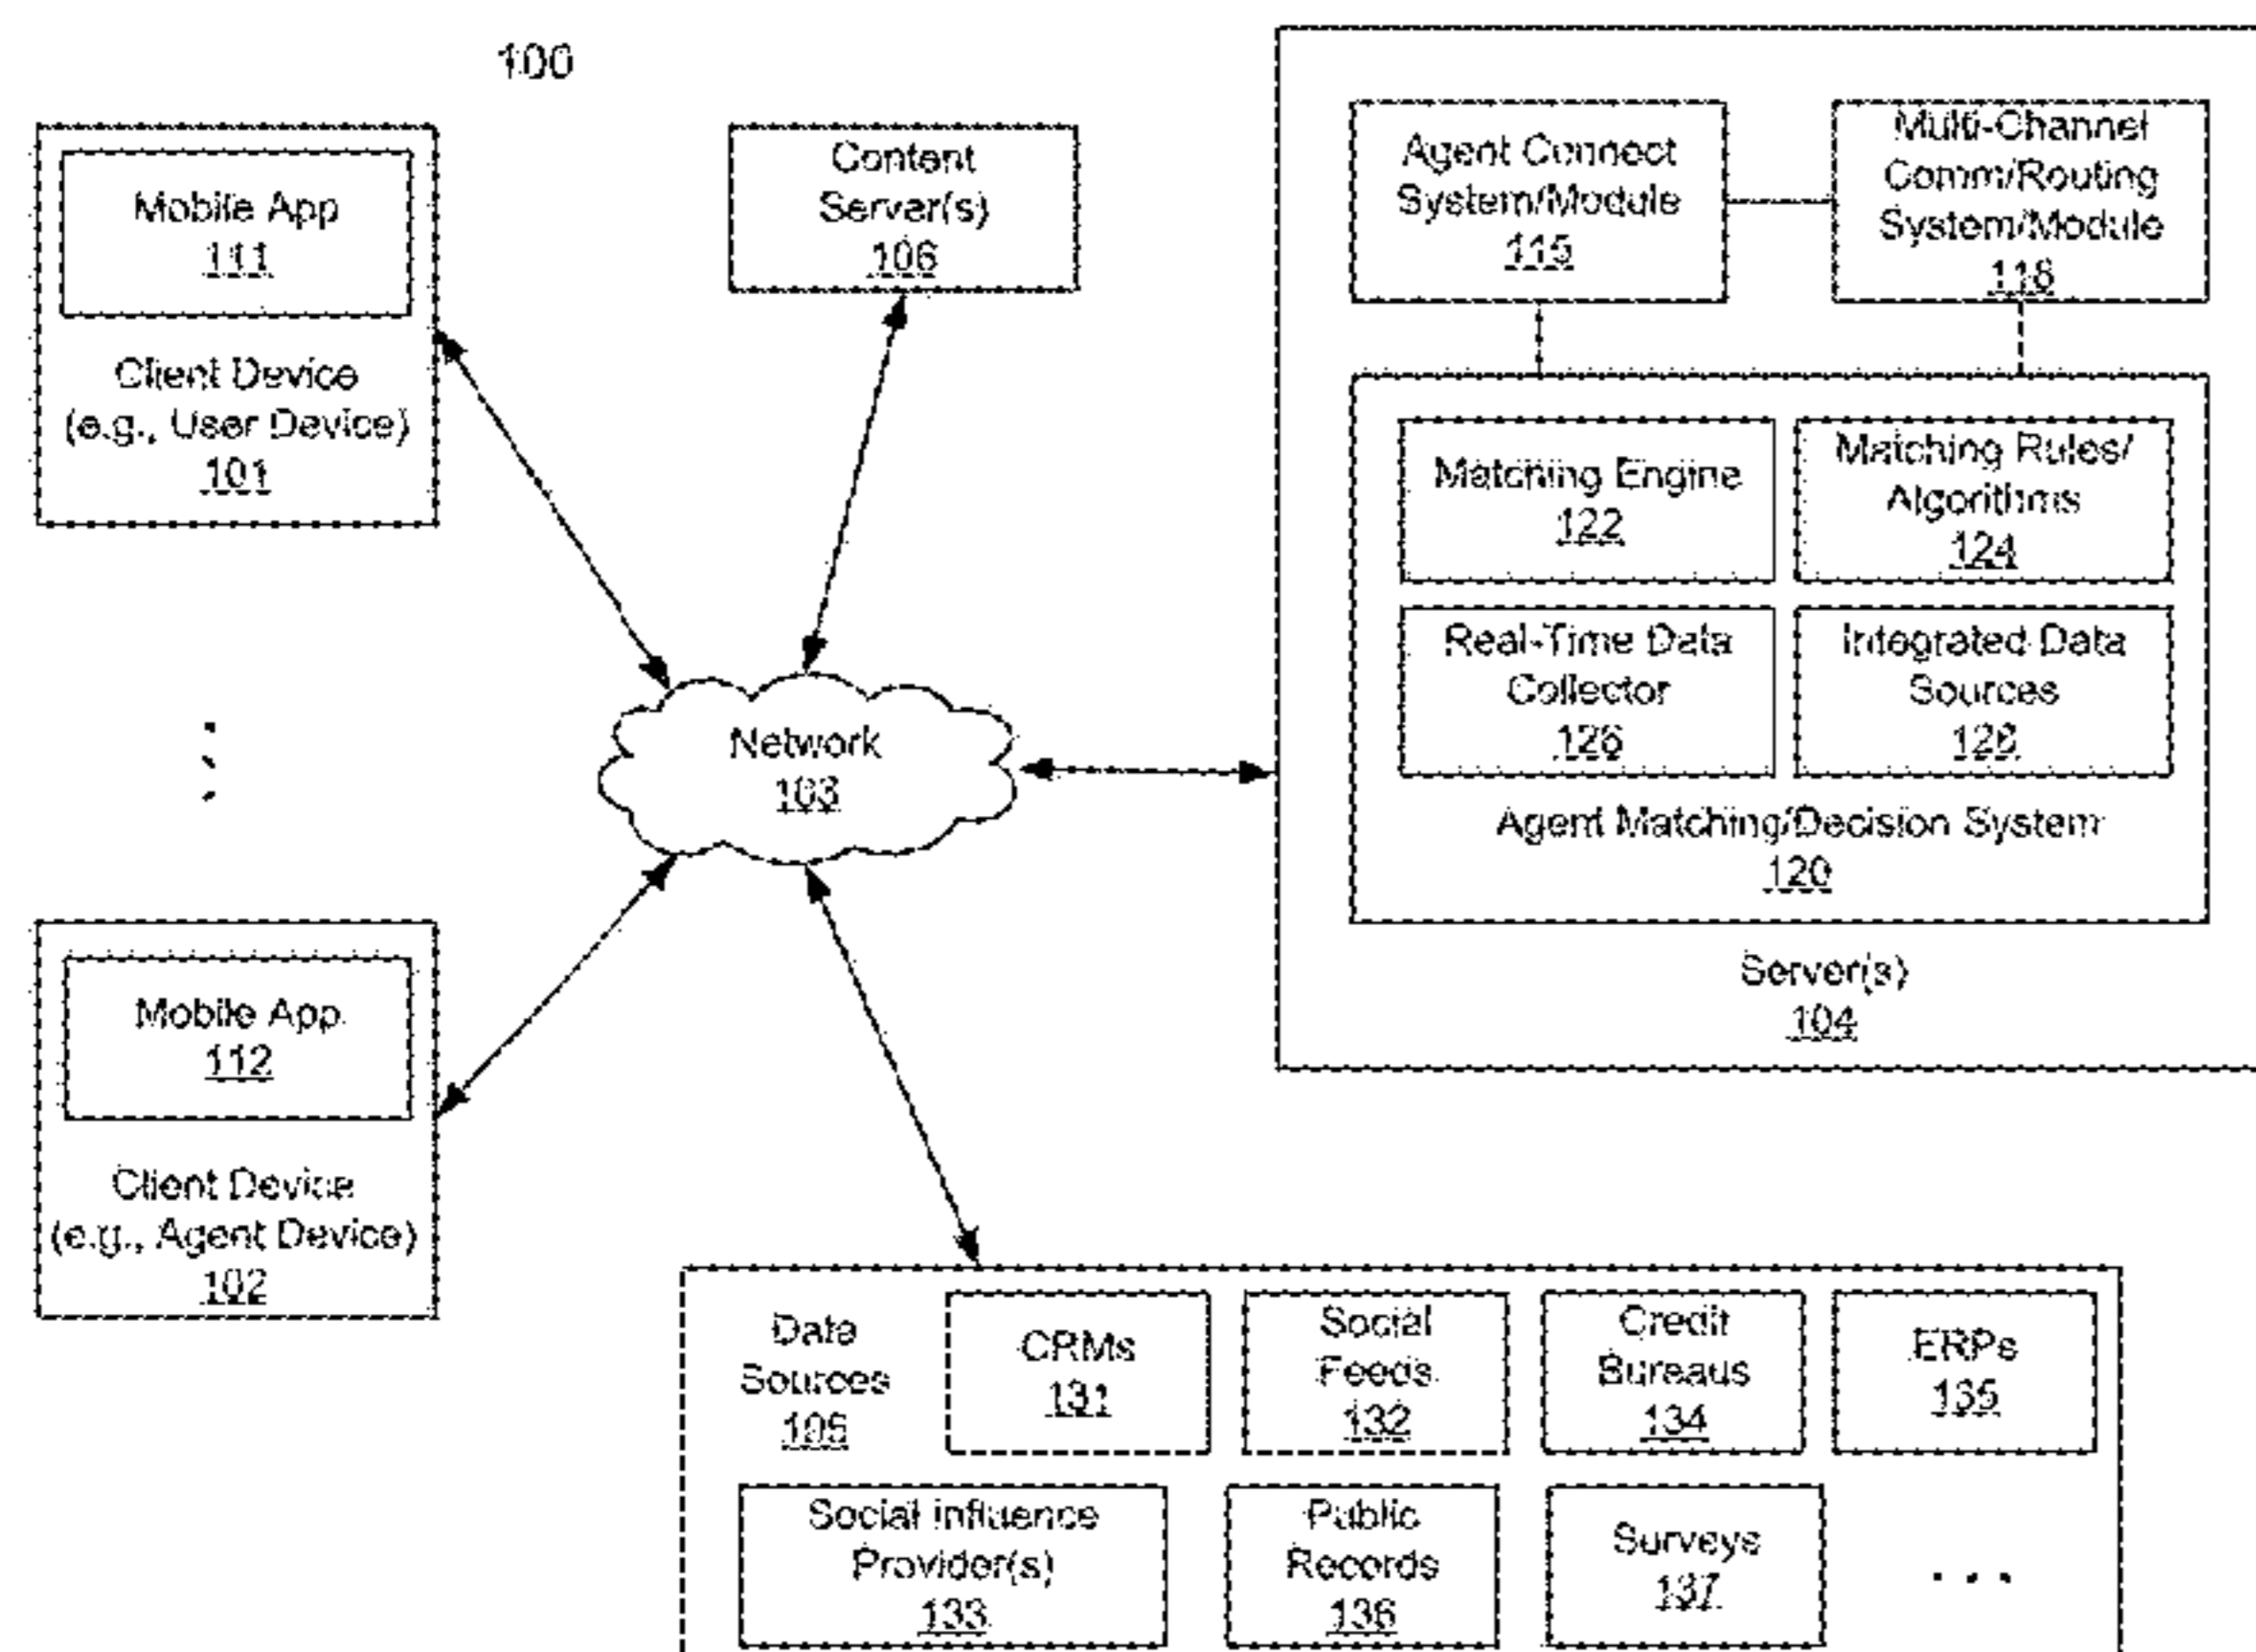 100
Mobile App
111
Client Device
(e.g., User Device)
101
Content
Server(s)
106
Agent Connect
System/Module
115
Multi-Channel
Comm/Routing
System/Module
116
Matching Engine
122
Matching Rules/
Algorithms
124
Real-Time Data
Collector
126
Integrated Data
Sources
128
Agent Matching/Decision System
120
Server(s)
104
Network
103
Mobile App
112
Client Device
(e.g., Agent Device)
102
Data
Sources
105
CRMs
131
Social
Feeds
132
Credit
Bureaus
134
ERPs
135
Social Influence
Provider(s)
133
Public
Records
136
Surveys
137
. . .